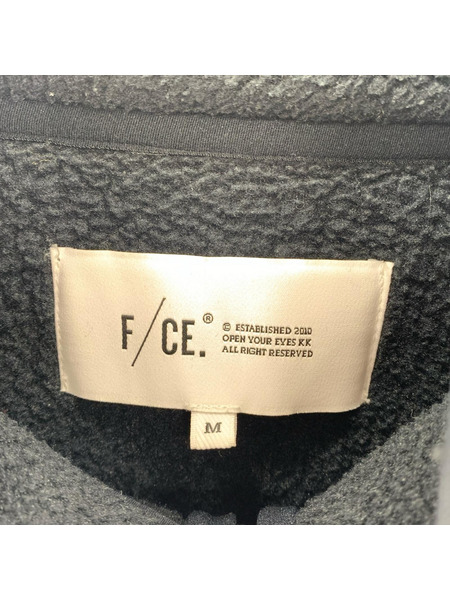 F/CE.®
© ESTABLISHED 2010
OPEN YOUR EYES KK
ALL RIGHT RESERVED
M